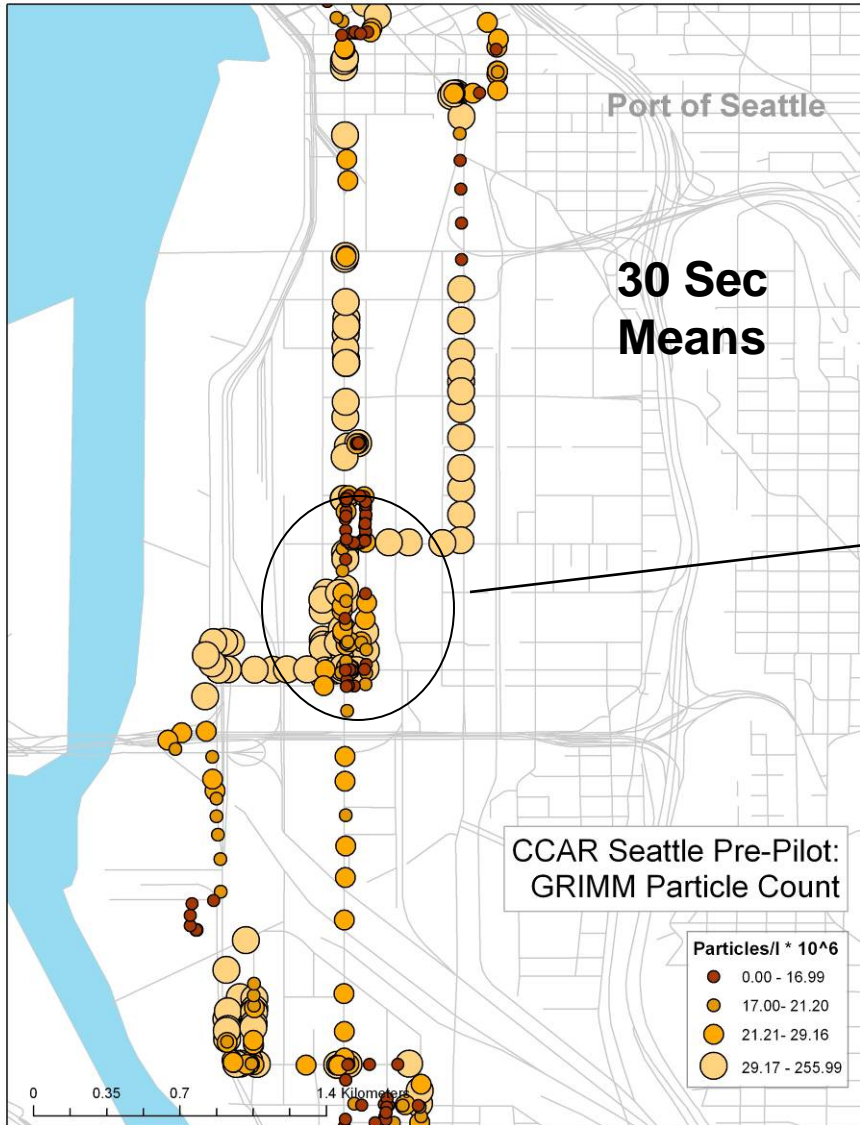 Port of Seattle
30 Sec
Means
CCAR Seattle Pre-Pilot:
GRIMM Particle Count
Particles/l * 10^6
0.00 - 16.99
17.00- 21.20
21.21- 29.16
29.17 - 255.99
0 0.35 0.7 1.4 Kilometers